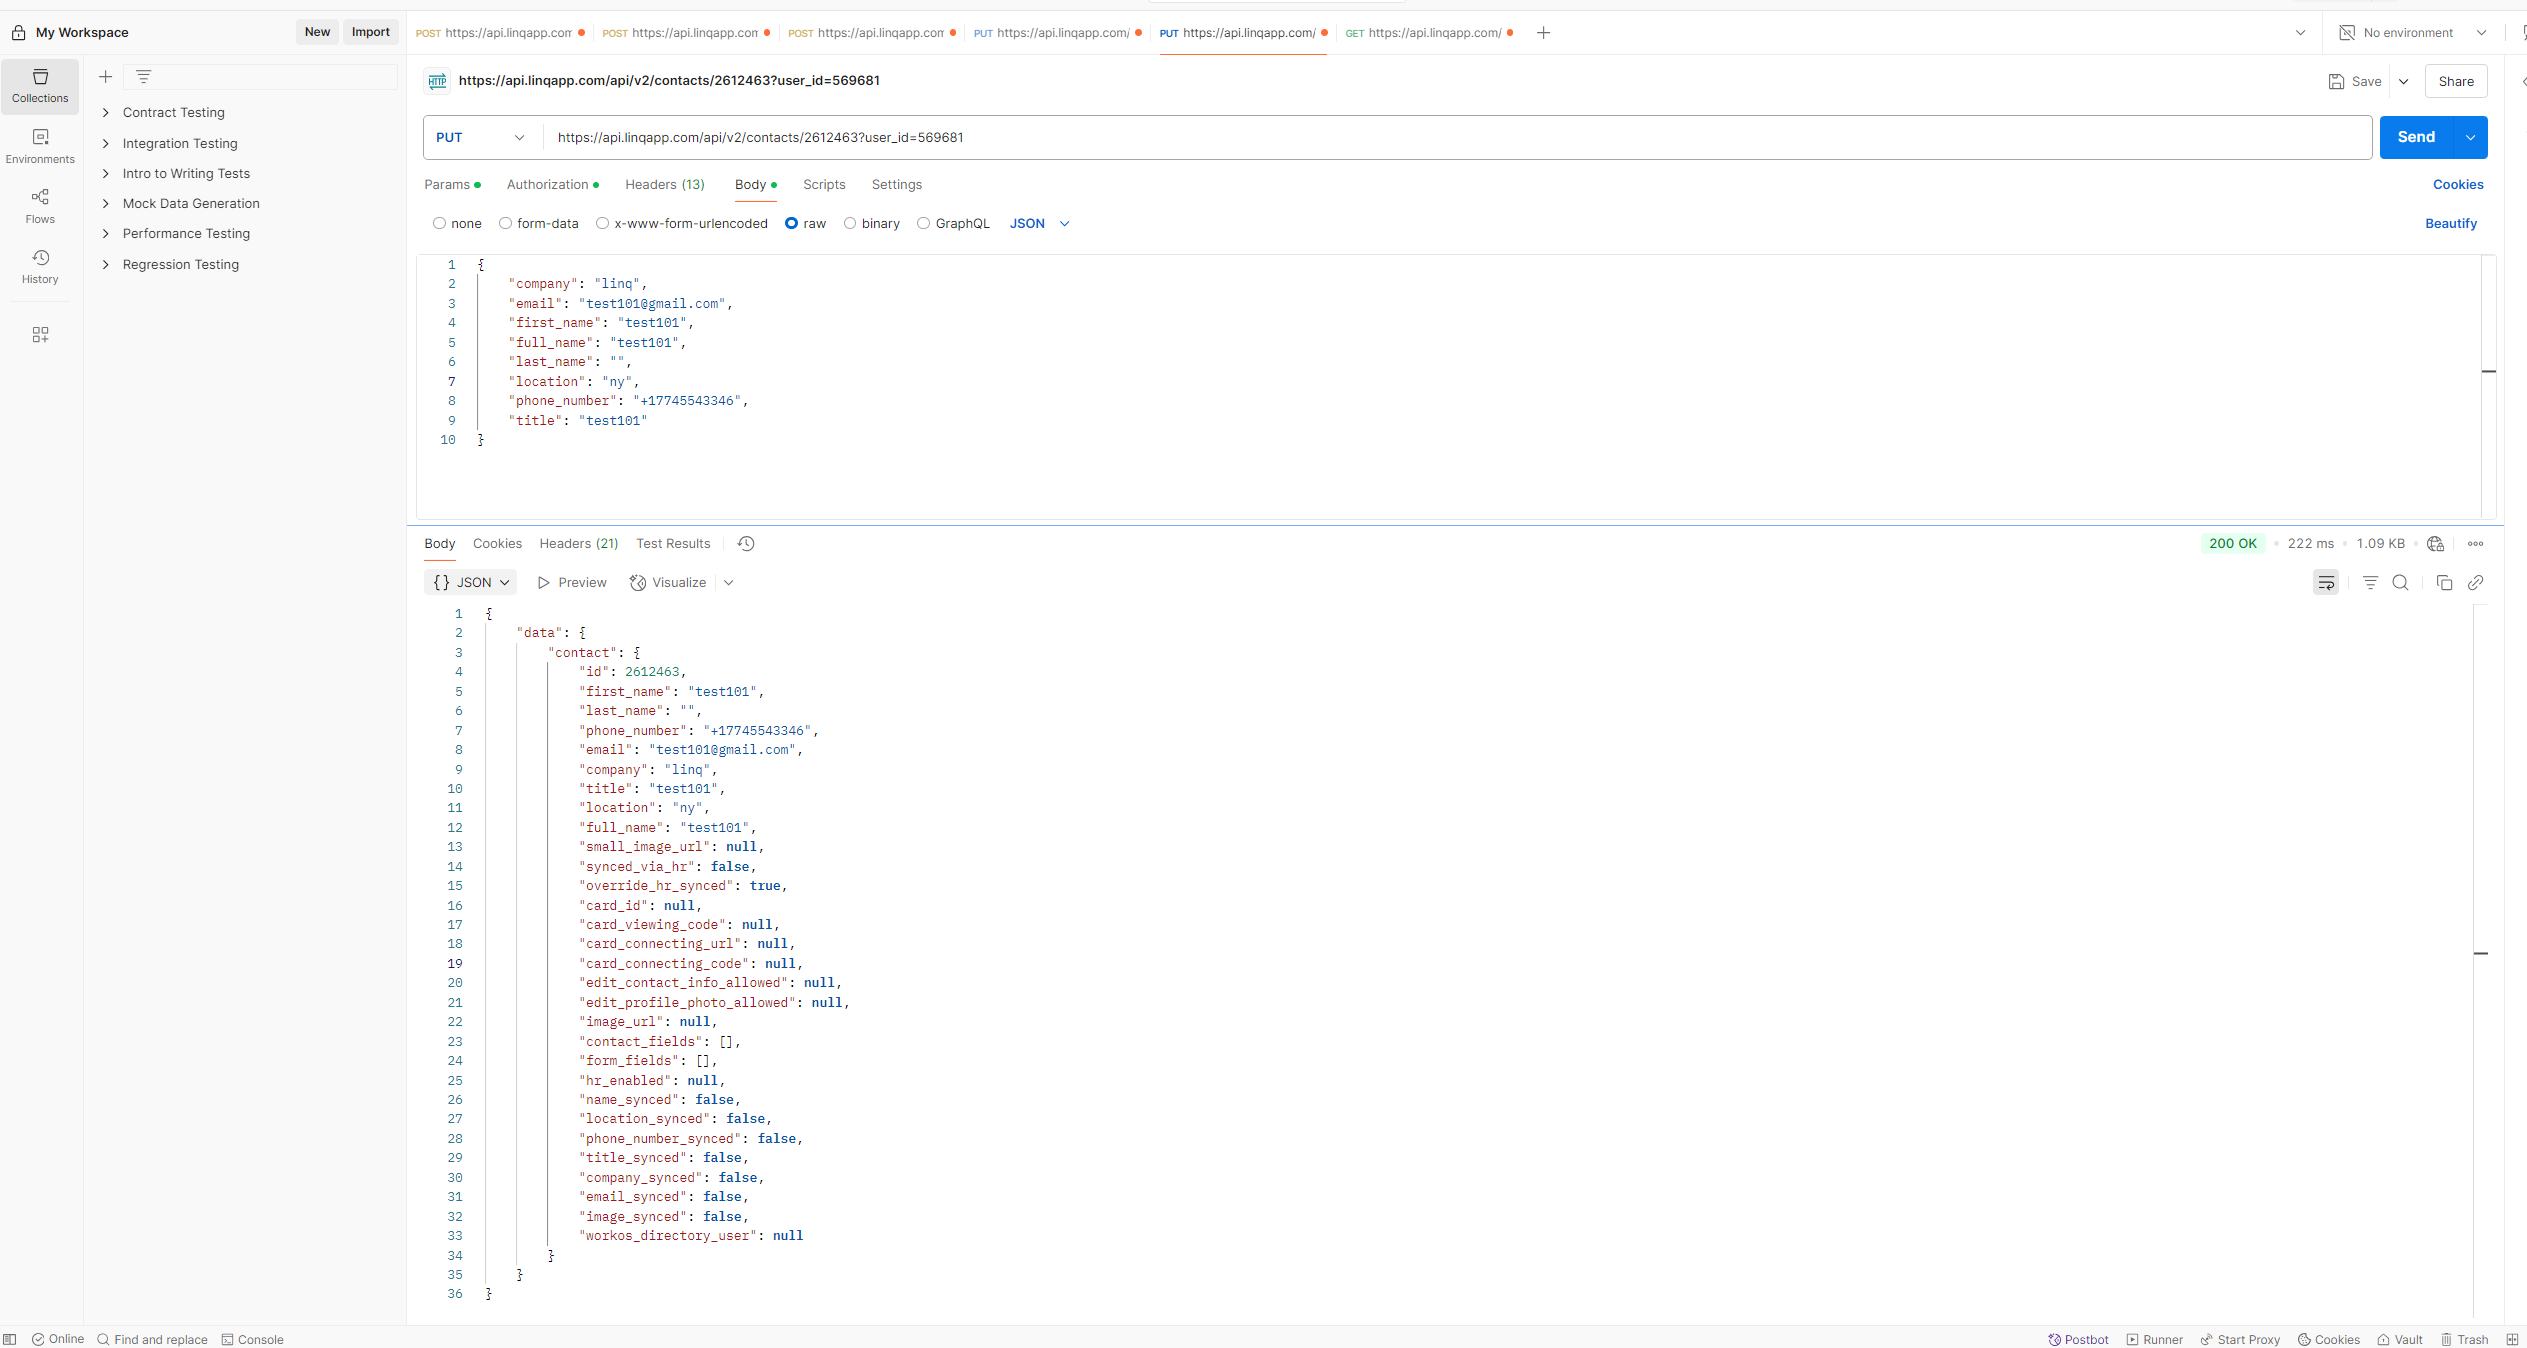 My Workspace
New
Import
POST https://api.linqapp.com
POST https://api.linqapp.com
POST https://api.linqapp.com
PUT https://api.linqapp.com/
PUT https://api.linqapp.com/
GET https://api.linqapp.com/
No environment
Collections
Environments
Flows
History
Contract Testing
Integration Testing
Intro to Writing Tests
Mock Data Generation
Performance Testing
Regression Testing
HTTP https://api.linqapp.com/api/v2/contacts/2612463?user_id=569681
Save
Share
PUT
https://api.linqapp.com/api/v2/contacts/2612463?user_id=569681
Send
Params
Authorization
Headers (13)
Body
Scripts
Settings
Cookies
none
form-data
x-www-form-urlencoded
raw
binary
GraphQL
JSON
Beautify
1 {
2 "company": "linq",
3 "email": "test101@gmail.com",
4 "first_name": "test101",
5 "full_name": "test101",
6 "last_name": "",
7 "location": "ny",
8 "phone_number": "+17745543346",
9 "title": "test101"
10 }
Body
Cookies
Headers (21)
Test Results
200 OK
222 ms
1.09 KB
{} JSON
Preview
Visualize
1 {
2 "data": {
3 "contact": {
4 "id": 2612463,
5 "first_name": "test101",
6 "last_name": "",
7 "phone_number": "+17745543346",
8 "email": "test101@gmail.com",
9 "company": "linq",
10 "title": "test101",
11 "location": "ny",
12 "full_name": "test101",
13 "small_image_url": null,
14 "synced_via_hr": false,
15 "override_hr_synced": true,
16 "card_id": null,
17 "card_viewing_code": null,
18 "card_connecting_url": null,
19 "card_connecting_code": null,
20 "edit_contact_info_allowed": null,
21 "edit_profile_photo_allowed": null,
22 "image_url": null,
23 "contact_fields": [],
24 "form_fields": [],
25 "hr_enabled": null,
26 "name_synced": false,
27 "location_synced": false,
28 "phone_number_synced": false,
29 "title_synced": false,
30 "company_synced": false,
31 "email_synced": false,
32 "image_synced": false,
33 "workos_directory_user": null
34 }
35 }
36 }
Online
Find and replace
Console
Postbot
Runner
Start Proxy
Cookies
Vault
Trash